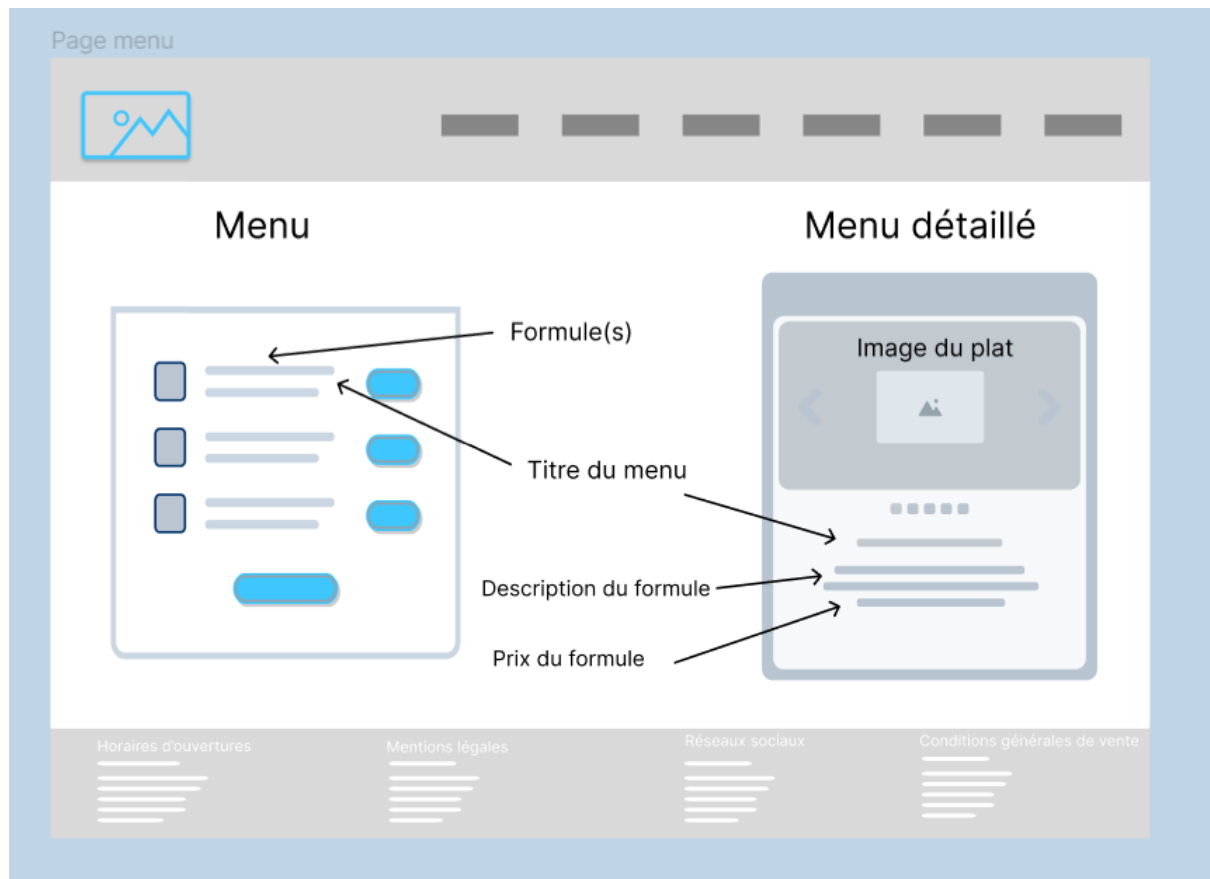 Page menu
Menu
Menu détaillé
Formule(s)
Image du plat
Titre du menu
Description du formule
Prix du formule
Horaires d'ouvertures
Mentions légales
Réseaux sociaux
Conditions générales de vente